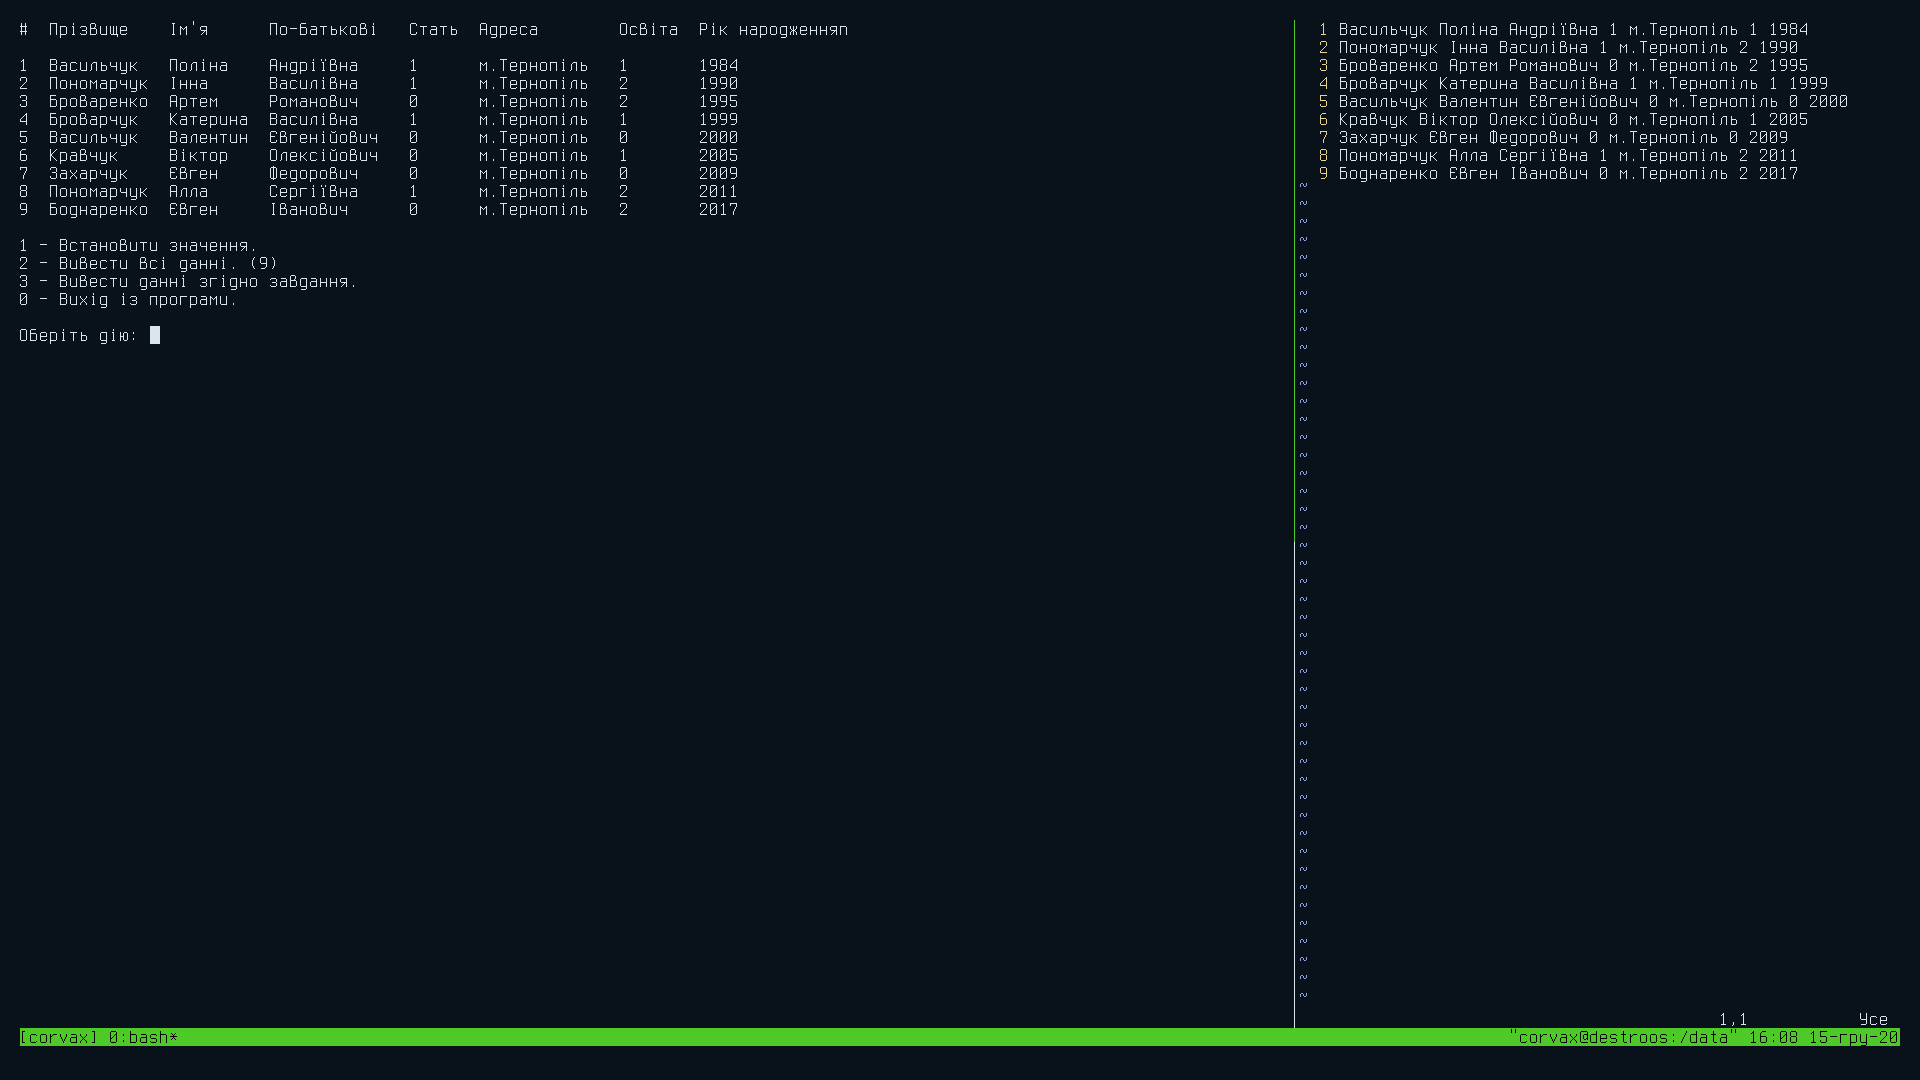 #  Прізвище    Ім'я      По-батькові   Стать  Адреса        Освіта  Рік народженняп
1  Васильчук   Поліна    Андріївна     1      м.Тернопіль   1       1984
2  Пономарчук  Інна      Василівна     1      м.Тернопіль   2       1990
3  Броваренко  Артем     Романович     0      м.Тернопіль   2       1995
4  Броварчук   Катерина  Василівна     1      м.Тернопіль   1       1999
5  Васильчук   Валентин  Євгенійович   0      м.Тернопіль   0       2000
6  Кравчук     Віктор    Олексійович   0      м.Тернопіль   1       2005
7  Захарчук    Євген     Федорович     0      м.Тернопіль   0       2009
8  Пономарчук  Алла      Сергіївна     1      м.Тернопіль   2       2011
9  Боднаренко  Євген     Іванович      0      м.Тернопіль   2       2017
1 - Встановити значення.
2 - Вивести всі данні. (9)
3 - Вивести данні згідно завдання.
0 - Вихід із програми.
Оберіть дію:
1 Васильчук Поліна Андріївна 1 м.Тернопіль 1 1984
2 Пономарчук Інна Василівна 1 м.Тернопіль 2 1990
3 Броваренко Артем Романович 0 м.Тернопіль 2 1995
4 Броварчук Катерина Василівна 1 м.Тернопіль 1 1999
5 Васильчук Валентин Євгенійович 0 м.Тернопіль 0 2000
6 Кравчук Віктор Олексійович 0 м.Тернопіль 1 2005
7 Захарчук Євген Федорович 0 м.Тернопіль 0 2009
8 Пономарчук Алла Сергіївна 1 м.Тернопіль 2 2011
9 Боднаренко Євген Іванович 0 м.Тернопіль 2 2017
1,1 Усе
[corvax] 0:bash* "corvax@destroos:/data" 16:08 15-гру-20